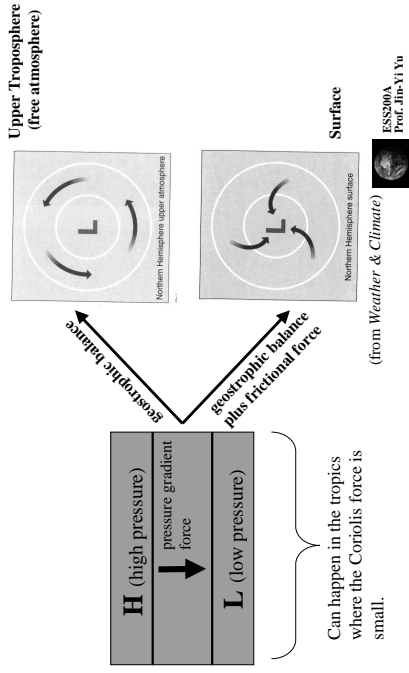 H (high pressure)
pressure gradient
force
L (low pressure)
Can happen in the tropics
where the Coriolis force is
small.
geostrophic balance
geostrophic balance
plus frictional force
Upper Troposphere
(free atmosphere)
L
Northern Hemisphere upper atmosphere
Surface
L
Northern Hemisphere surface
(from Weather & Climate)
ESS200A
Prof. Jin-Yi Yu